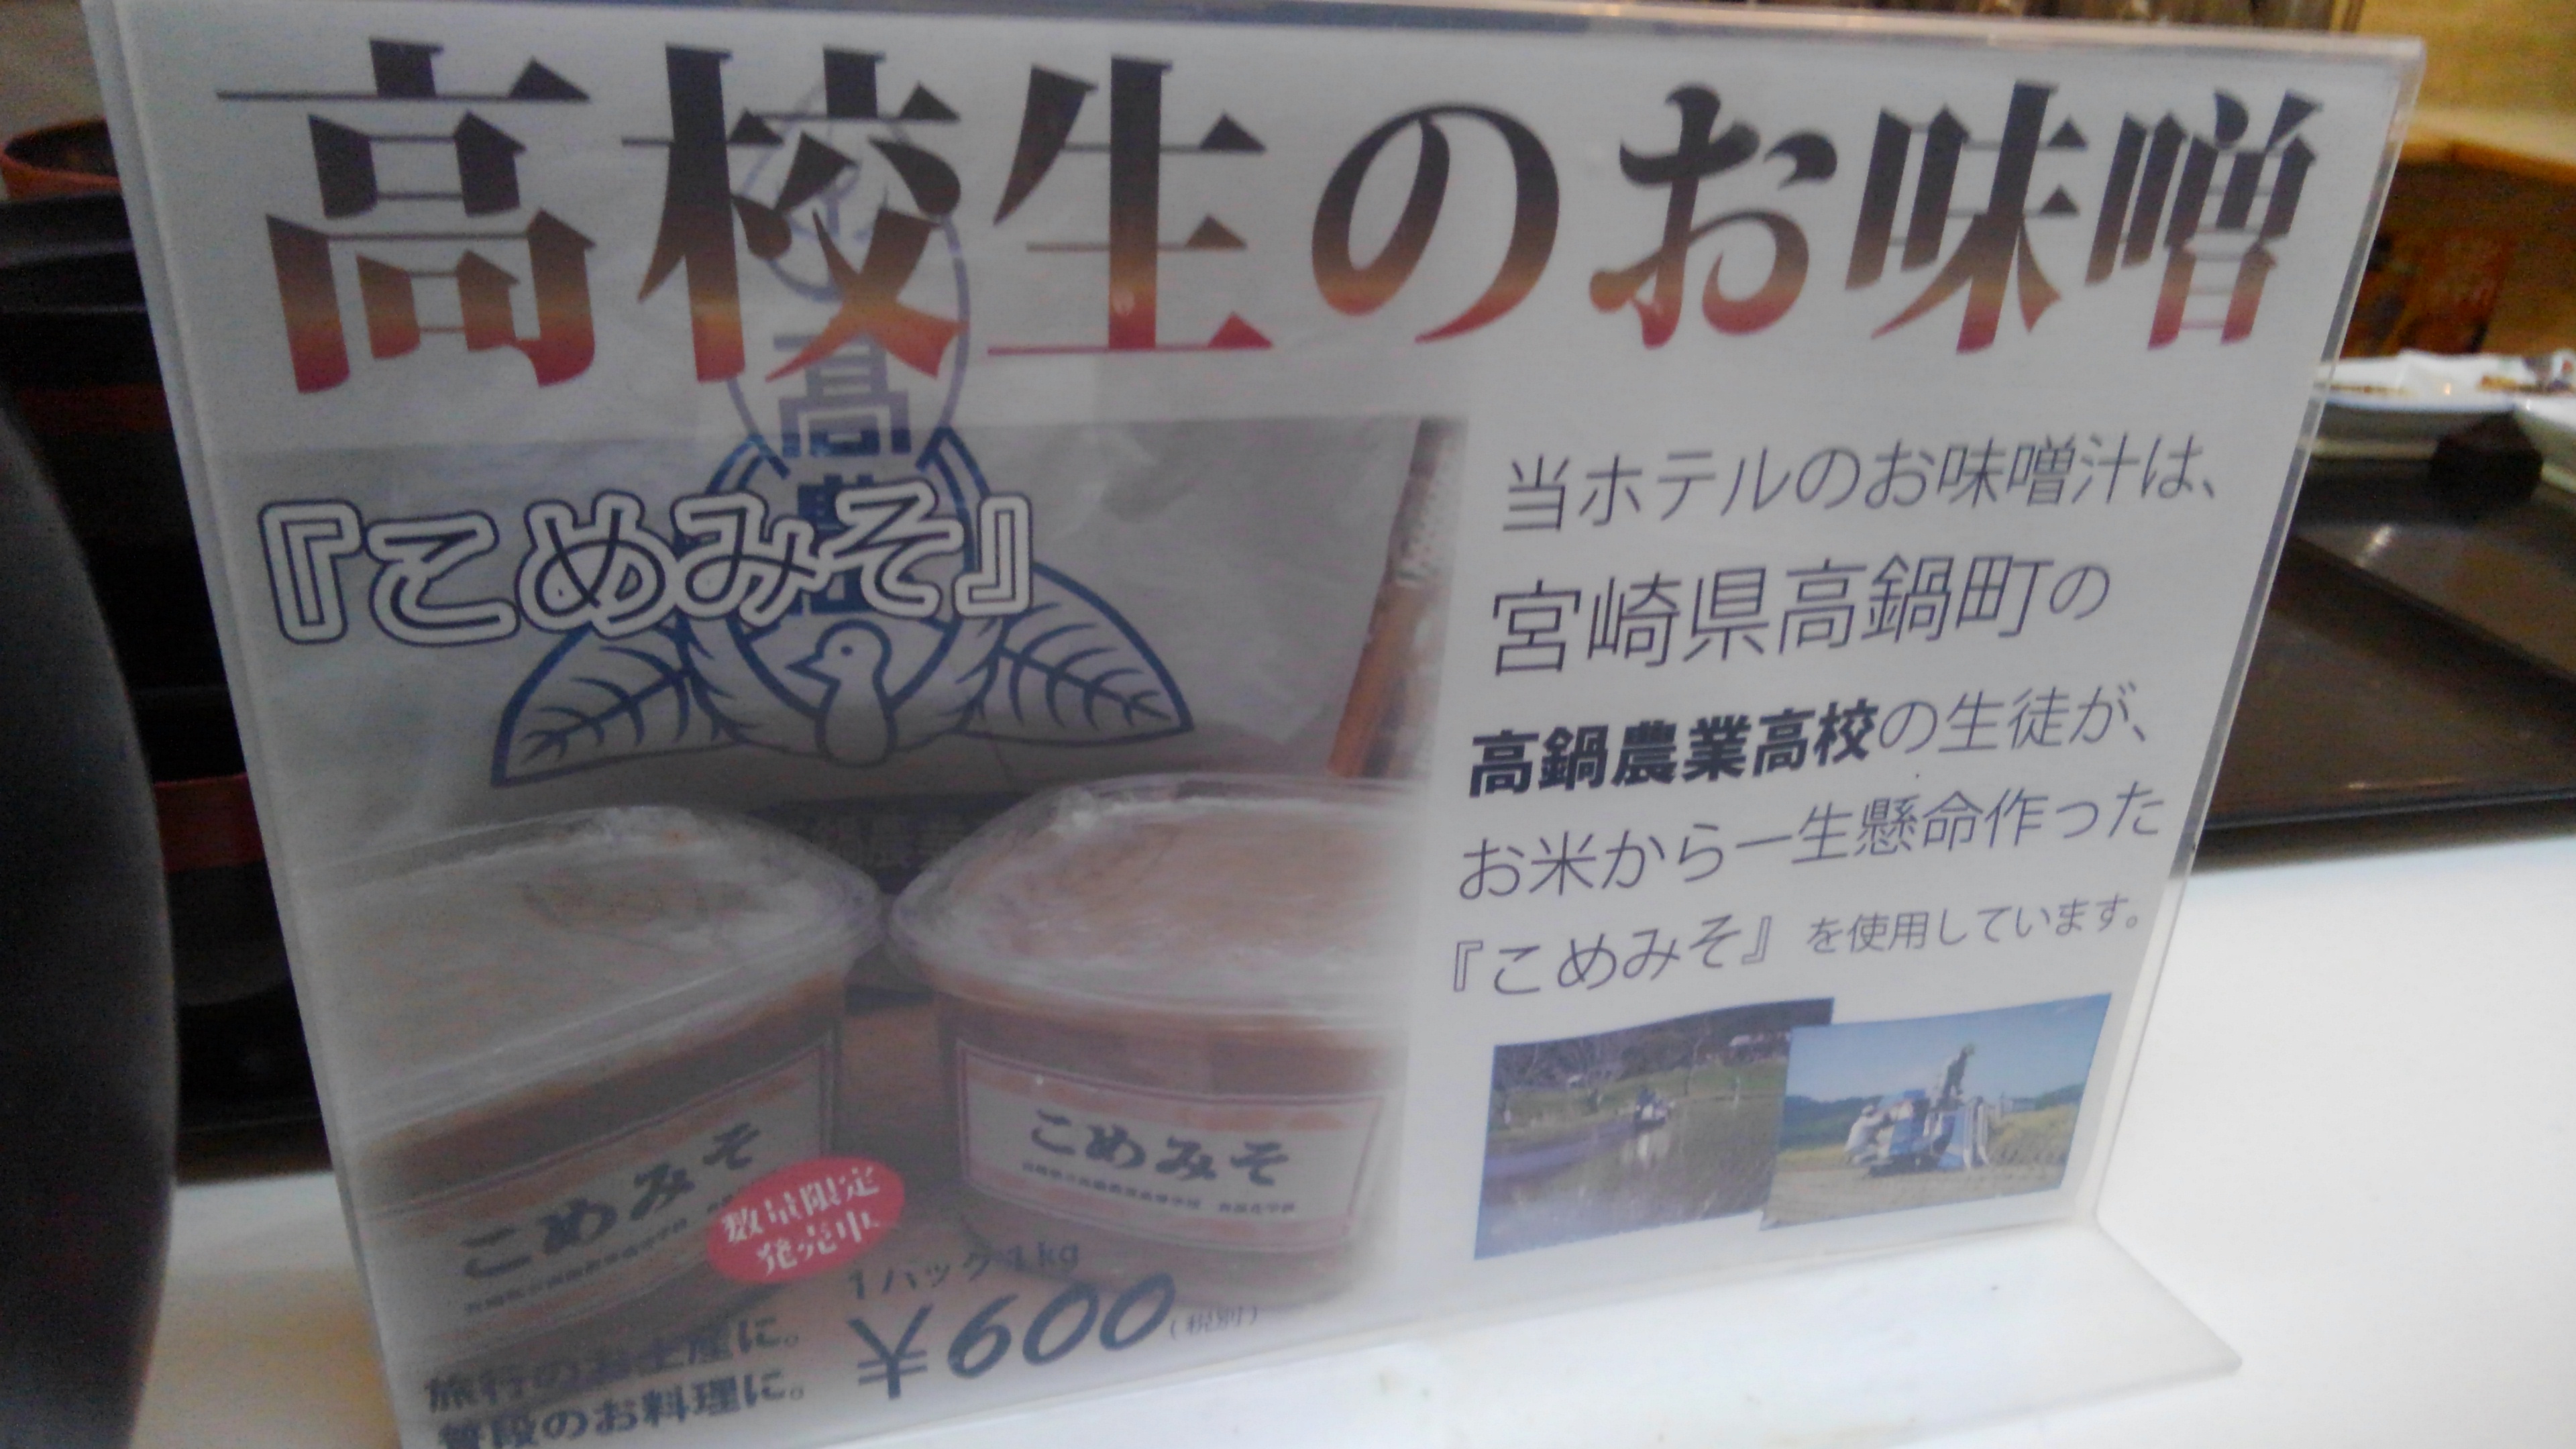 高校生のお味噌
『こめみそ』
当ホテルのお味噌汁は、
宮崎県高鍋町の
高鍋農業高校の生徒が、
お米から一生懸命作った
『こめみそ』を使用しています。
こめみそ
こめみそ
数量限定
発売中
1パック1kg
¥600(税別)
旅行のお土産に。
普段のお料理に。